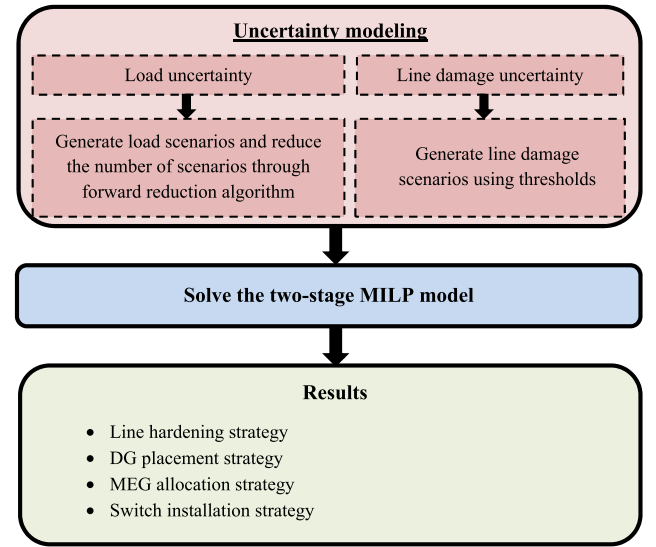 Uncertainty modeling
Load uncertainty
Generate load scenarios and reduce
the number of scenarios through
forward reduction algorithm
Line damage uncertainty
Generate line damage
scenarios using thresholds
Solve the two-stage MILP model
Results
• Line hardening strategy
• DG placement strategy
• MEG allocation strategy
• Switch installation strategy